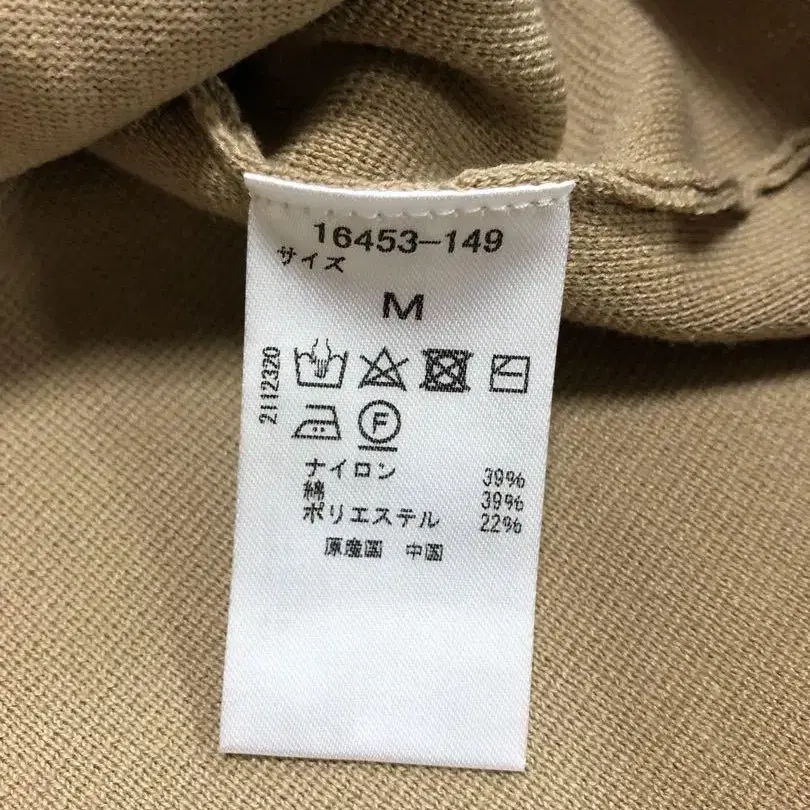 16453-149
サイズ
M
2112320
F
ナイロン 39%
綿 39%
ポリエステル 22%
原産国 中国